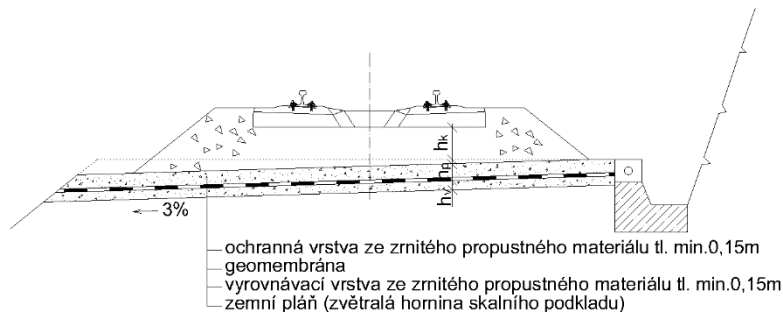 hk
hp
hv
3%
ochranná vrstva ze zrnitého propustného materiálu tl. min.0,15m
geomembrána
vyrovnávací vrstva ze zrnitého propustného materiálu tl. min.0,15m
zemní pláň (zvětralá hornina skalního podkladu)